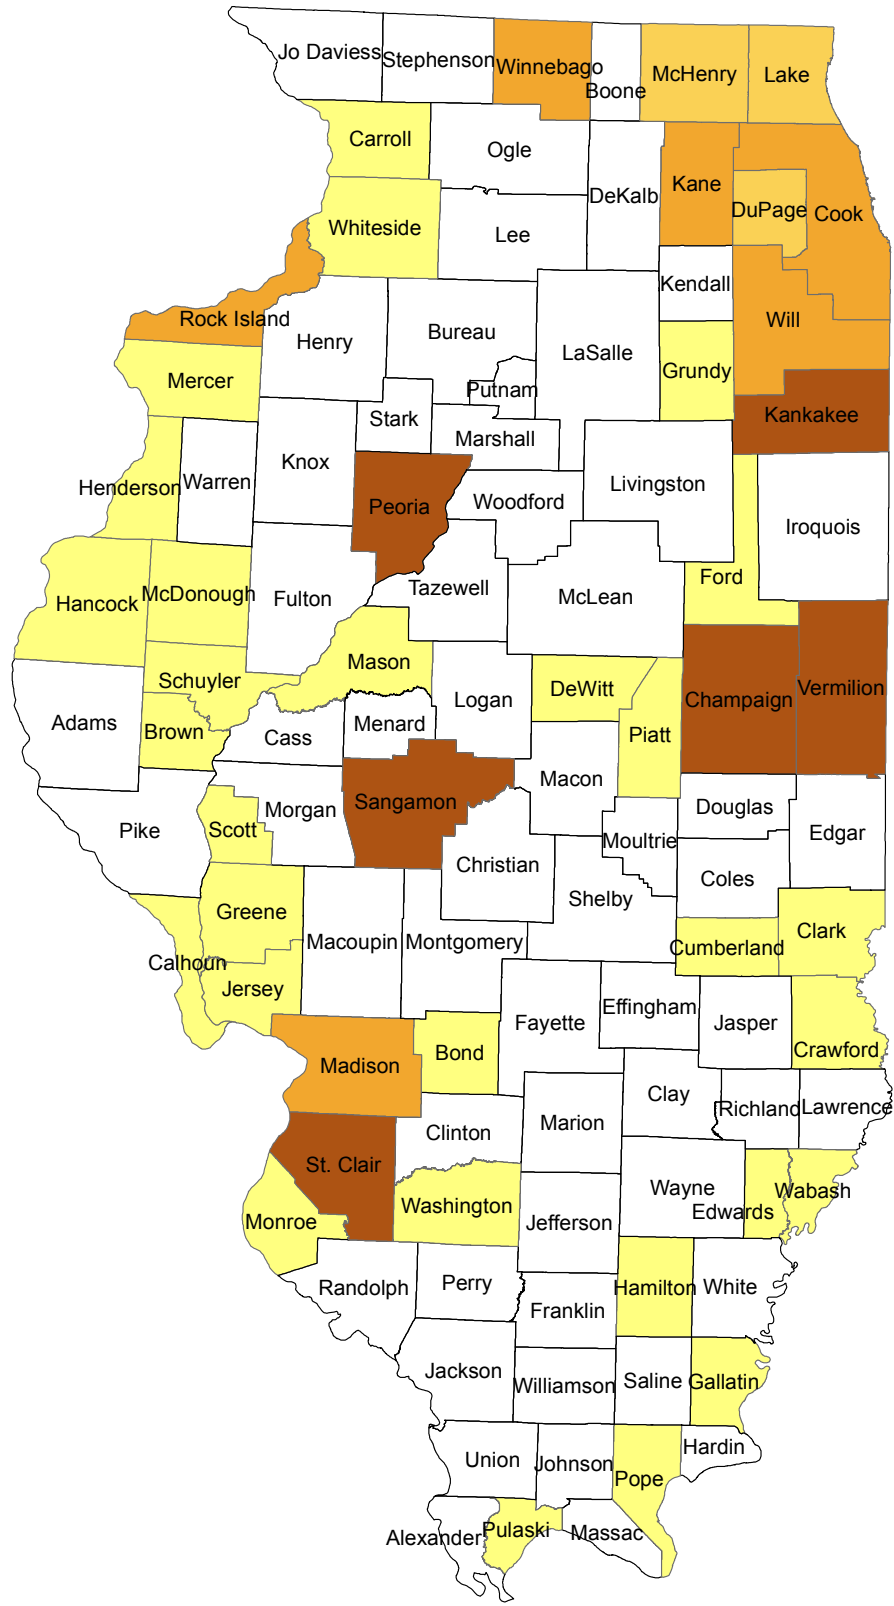 Jo Daviess
Stephenson
Winnebago
Boone
McHenry
Lake
Carroll
Ogle
DeKalb
Kane
DuPage
Cook
Whiteside
Lee
Kendall
Rock Island
Henry
Bureau
LaSalle
Will
Mercer
Putnam
Grundy
Kankakee
Stark
Marshall
Henderson
Warren
Knox
Peoria
Woodford
Livingston
Iroquois
Hancock
McDonough
Fulton
Tazewell
McLean
Ford
Schuyler
Mason
Logan
DeWitt
Champaign
Vermilion
Adams
Brown
Cass
Menard
Piatt
Macon
Pike
Scott
Morgan
Sangamon
Christian
Moultrie
Douglas
Edgar
Coles
Shelby
Greene
Macoupin
Montgomery
Cumberland
Clark
Calhoun
Jersey
Fayette
Effingham
Jasper
Crawford
Madison
Bond
Clay
Richland
Lawrence
Clinton
Marion
St. Clair
Washington
Wayne
Edwards
Wabash
Monroe
Jefferson
Randolph
Perry
Franklin
Hamilton
White
Jackson
Williamson
Saline
Gallatin
Union
Johnson
Pope
Hardin
Alexander
Pulaski
Massac